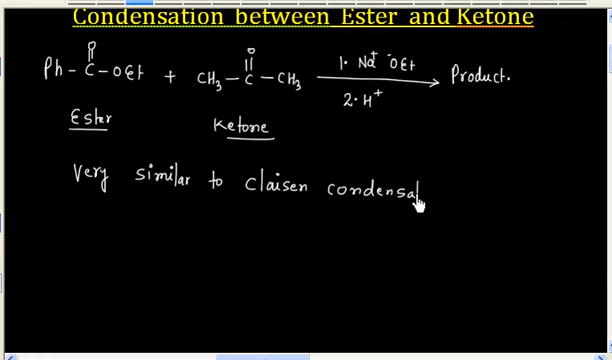 Condensation between Ester and Ketone
Ph - C - OEt + CH3 - C - CH3 1. Na+ -OEt Product.
O O 2. H+
Ester Ketone
Very similar to claisen condensa